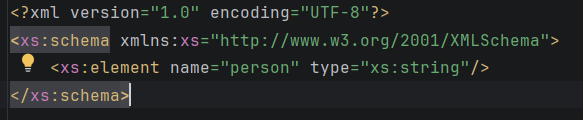 <?xml version="1.0" encoding="UTF-8"?>
<xs:schema xmlns:xs="http://www.w3.org/2001/XMLSchema">
    <xs:element name="person" type="xs:string"/>
</xs:schema>